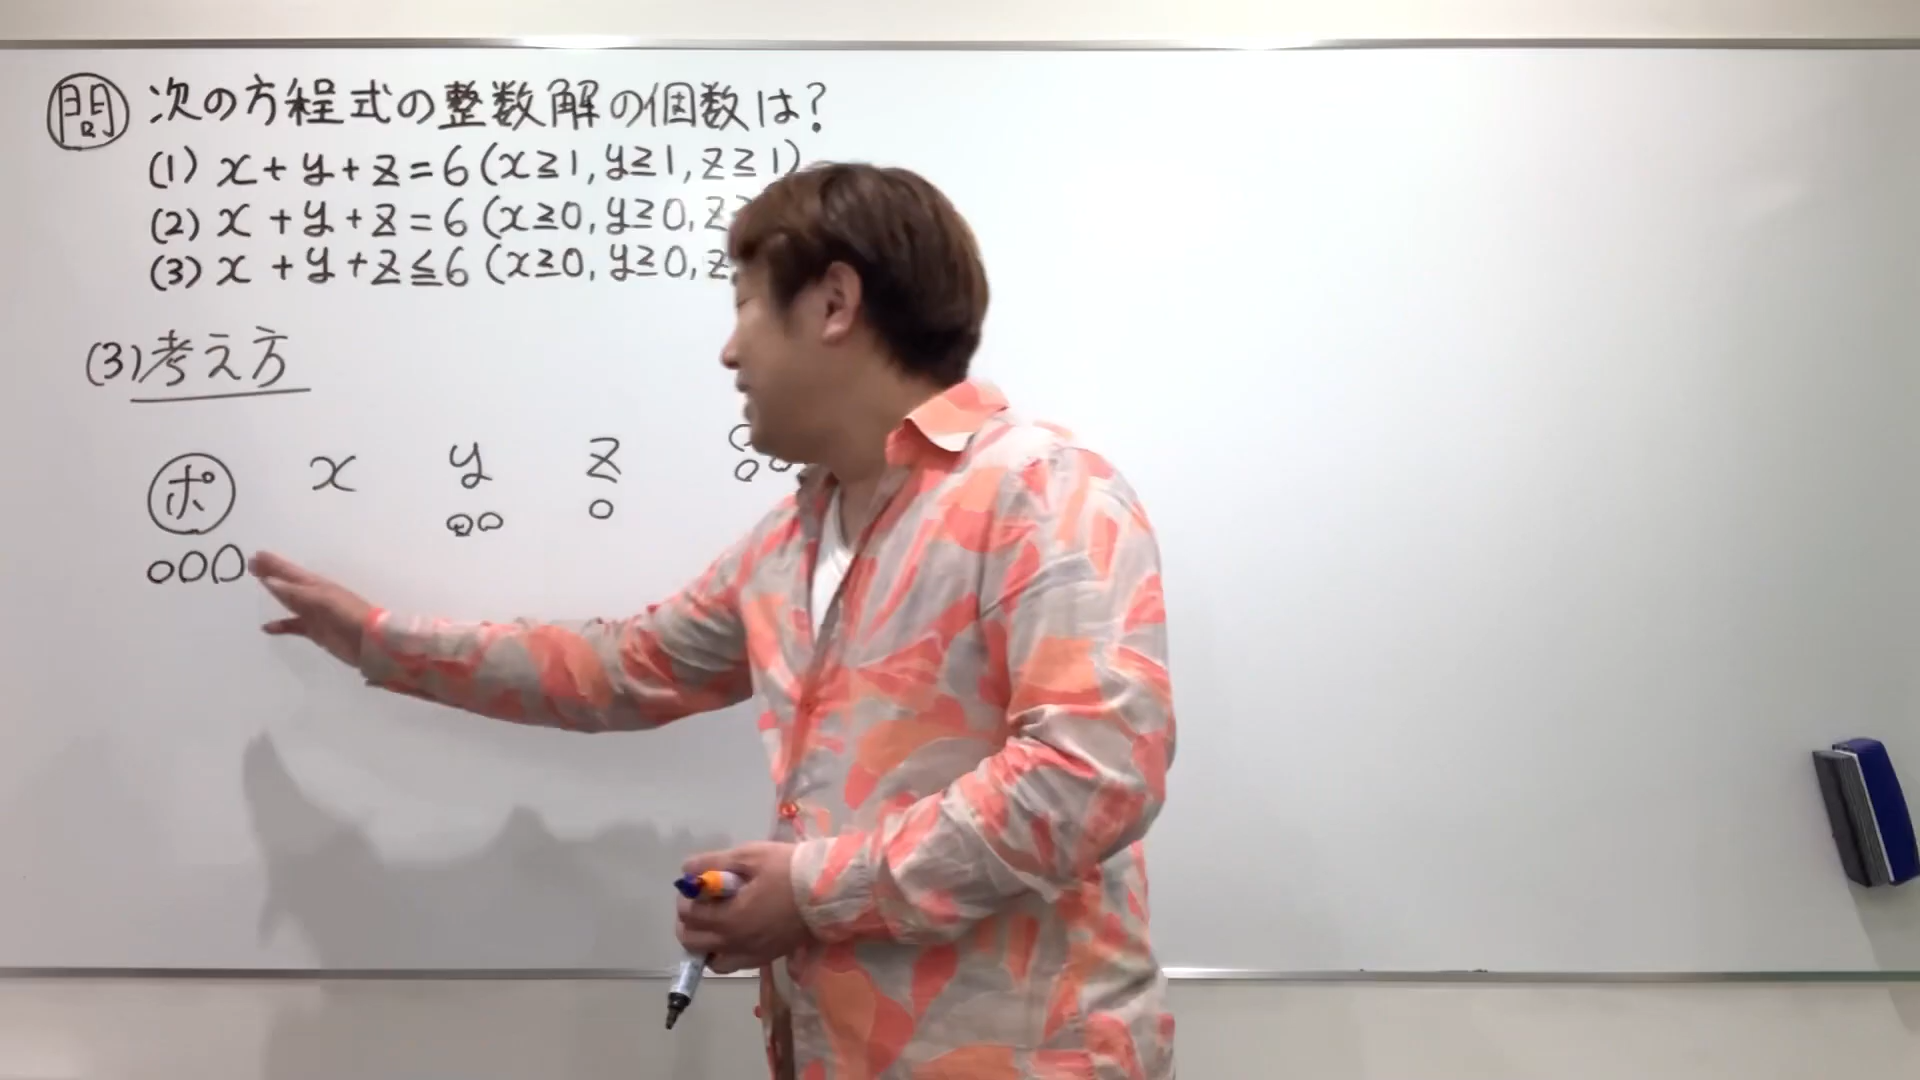 問 次の方程式の整数解の個数は?
(1) x+y+z=6(x≧1,y≧1,z≧1)
(2) x+y+z=6(x≧0,y≧0,z≧
(3) x+y+z≦6(x≧0,y≧0,z
(3)考え方
ポ x y z